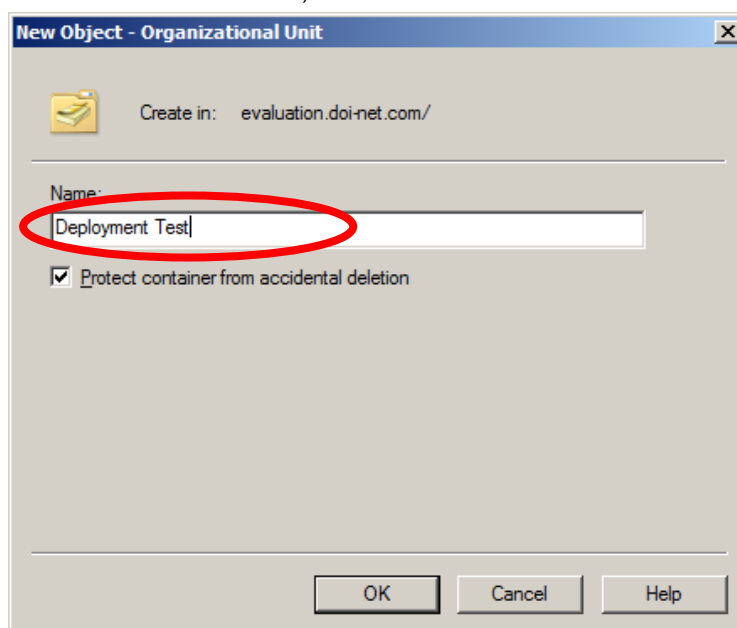 New Object - Organizational Unit
Create in: evaluation.doi-net.com/
Name:
Deployment Test
Protect container from accidental deletion
OK Cancel Help